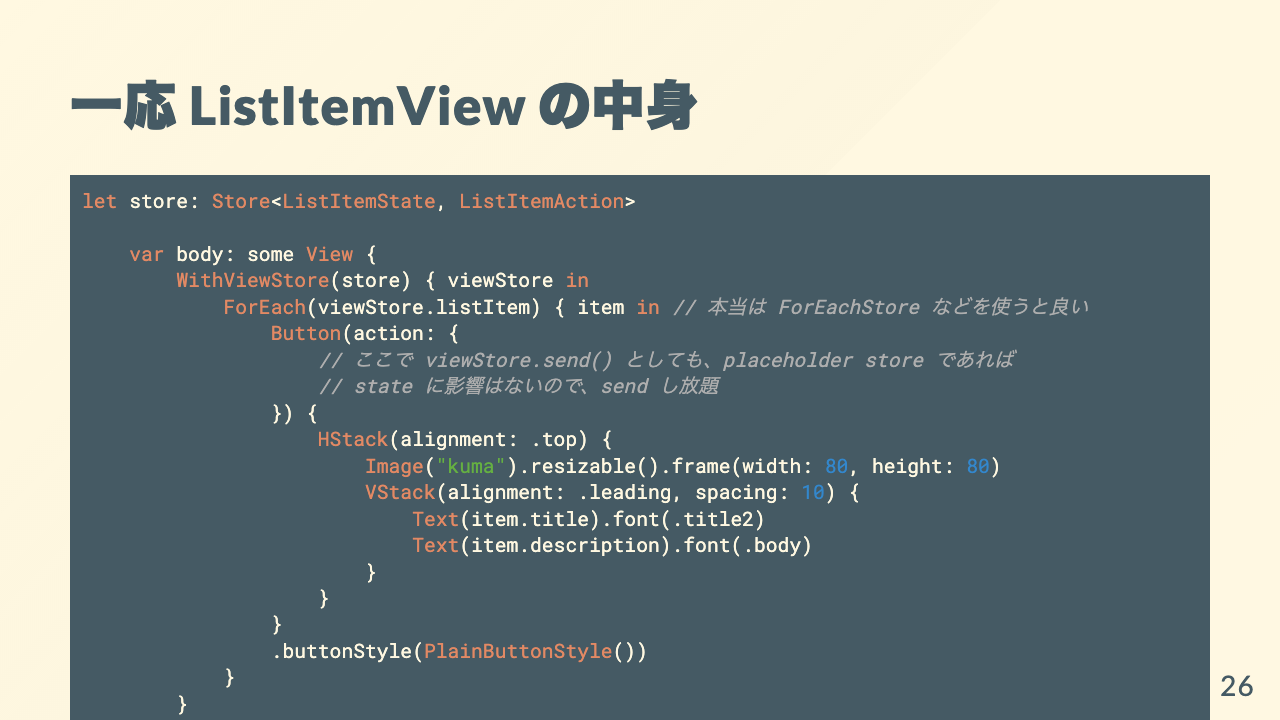 一応 ListItemView の中身
let store: Store<ListItemState, ListItemAction>
    var body: some View {
        WithViewStore(store) { viewStore in
            ForEach(viewStore.listItem) { item in // 本当は ForEachStore などを使うと良い
                Button(action: {
                    // ここで viewStore.send() としても、placeholder store であれば
                    // state に影響はないので、send し放題
                }) {
                    HStack(alignment: .top) {
                        Image("kuma").resizable().frame(width: 80, height: 80)
                        VStack(alignment: .leading, spacing: 10) {
                            Text(item.title).font(.title2)
                            Text(item.description).font(.body)
                        }
                    }
                }
                .buttonStyle(PlainButtonStyle())
            }
        }
26